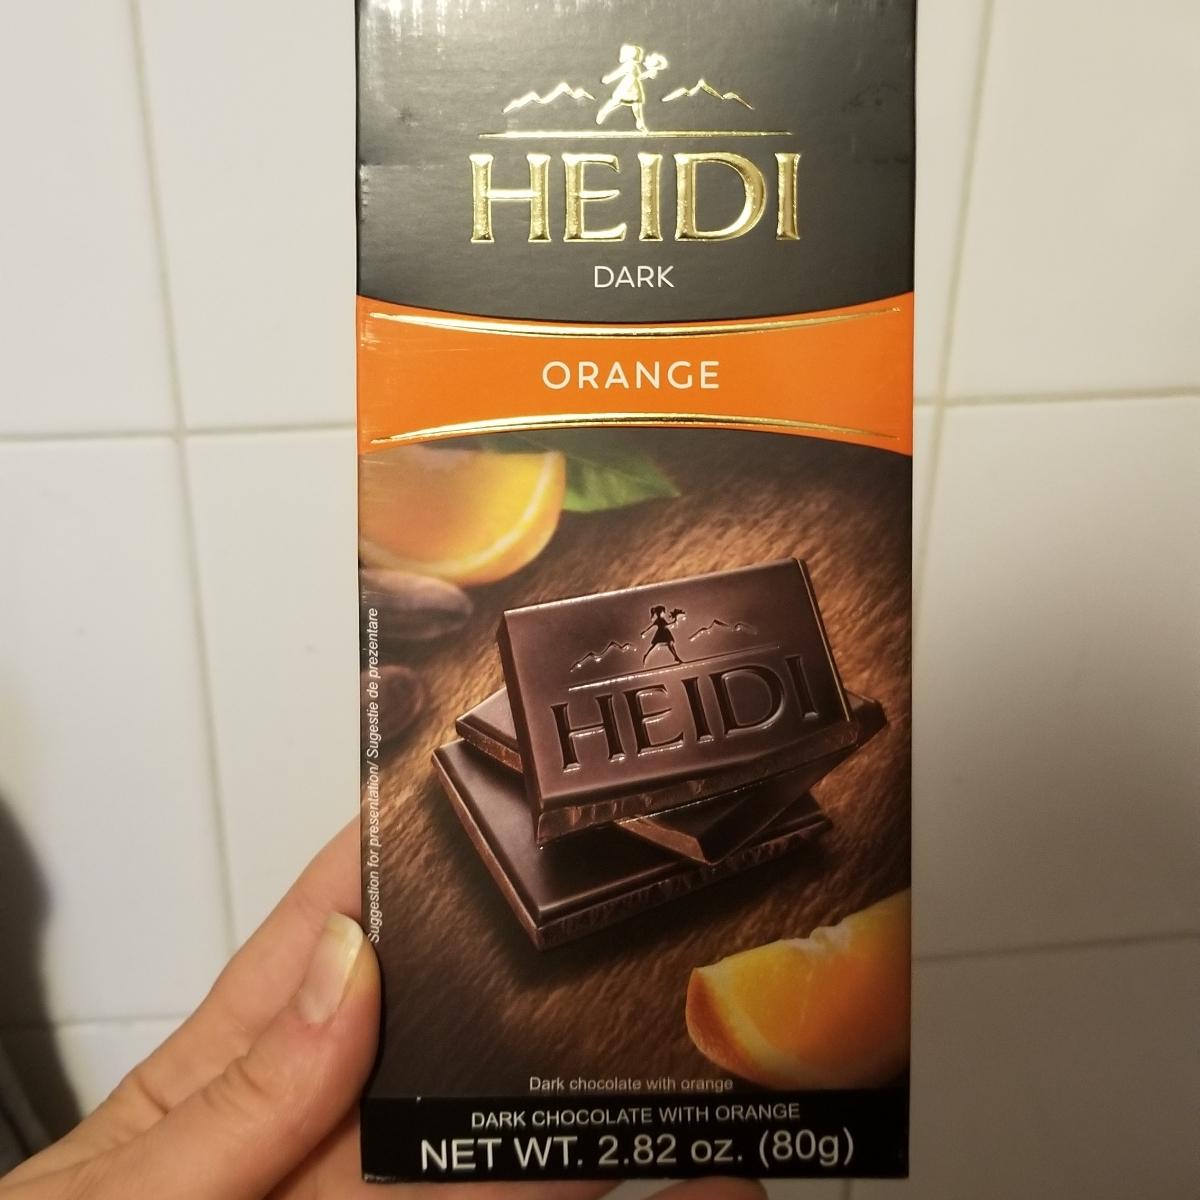 HEIDI
DARK
ORANGE
HEIDI
Suggestion for presentation/ Sugestie de prezentare
Dark chocolate with orange
DARK CHOCOLATE WITH ORANGE
NET WT. 2.82 oz. (80g)